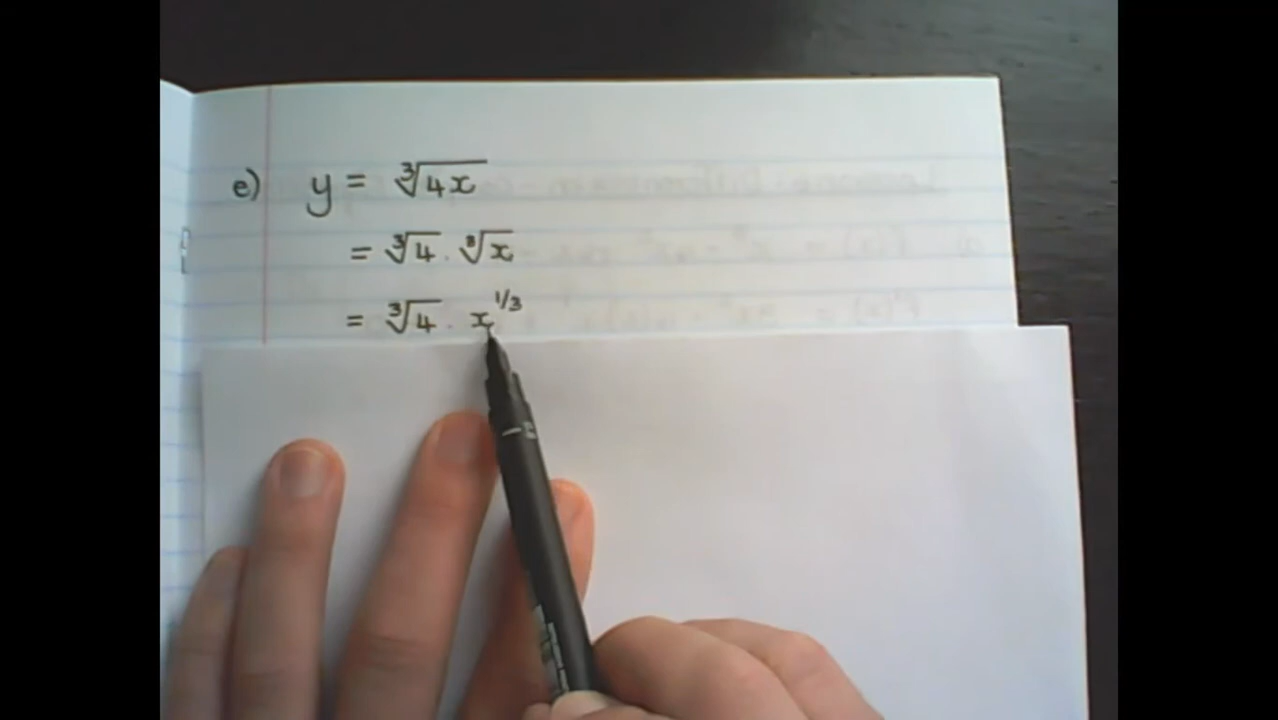 e) y = ∛4x
= ∛4 · ∛x
= ∛4 · x^1/3